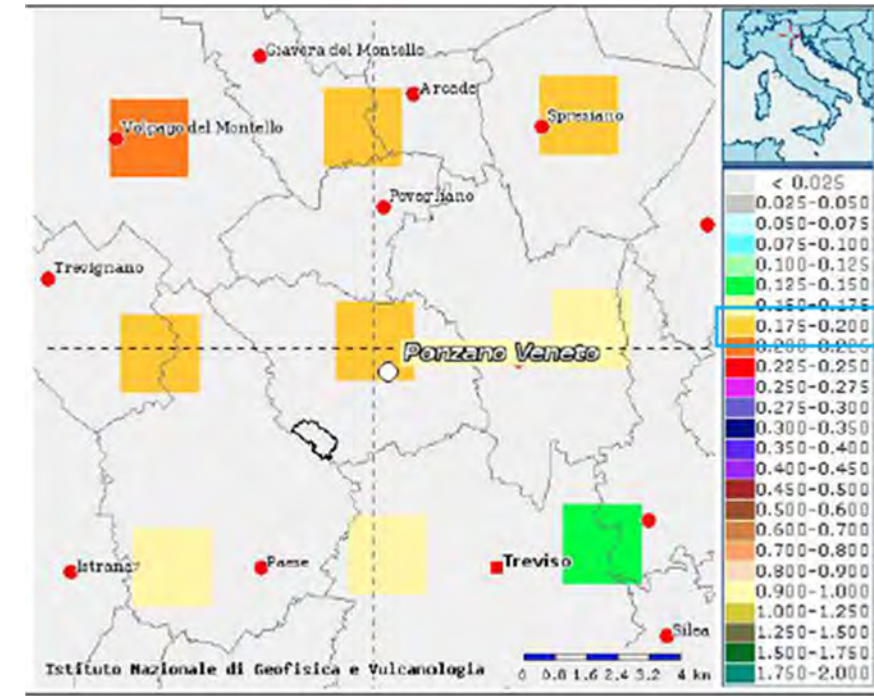 Giavera del Montello
Arcade
Spresiano
Volpago del Montello
Povegliano
Trevignano
Ponzano Veneto
Istrana
Paese
Treviso
Silea
Istituto Nazionale di Geofisica e Vulcanologia
0 0.8 1.6 2.4 3.2 4 km
< 0.025
0.025-0.050
0.050-0.075
0.075-0.100
0.100-0.125
0.125-0.150
0.150-0.175
0.175-0.200
0.200-0.225
0.225-0.250
0.250-0.275
0.275-0.300
0.300-0.350
0.350-0.400
0.400-0.450
0.450-0.500
0.500-0.600
0.600-0.700
0.700-0.800
0.800-0.900
0.900-1.000
1.000-1.250
1.250-1.500
1.500-1.750
1.750-2.000